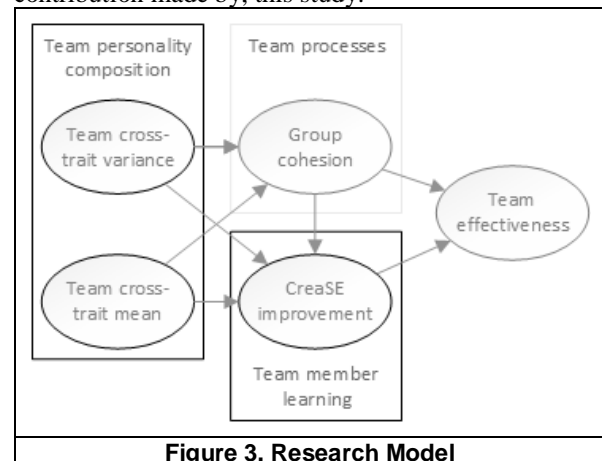 contribution made by, this study.
Team personality
composition
Team processes
Team cross-
trait variance
Group
cohesion
Team
effectiveness
Team cross-
trait mean
CreaSE
improvement
Team member
learning
Figure 3. Research Model